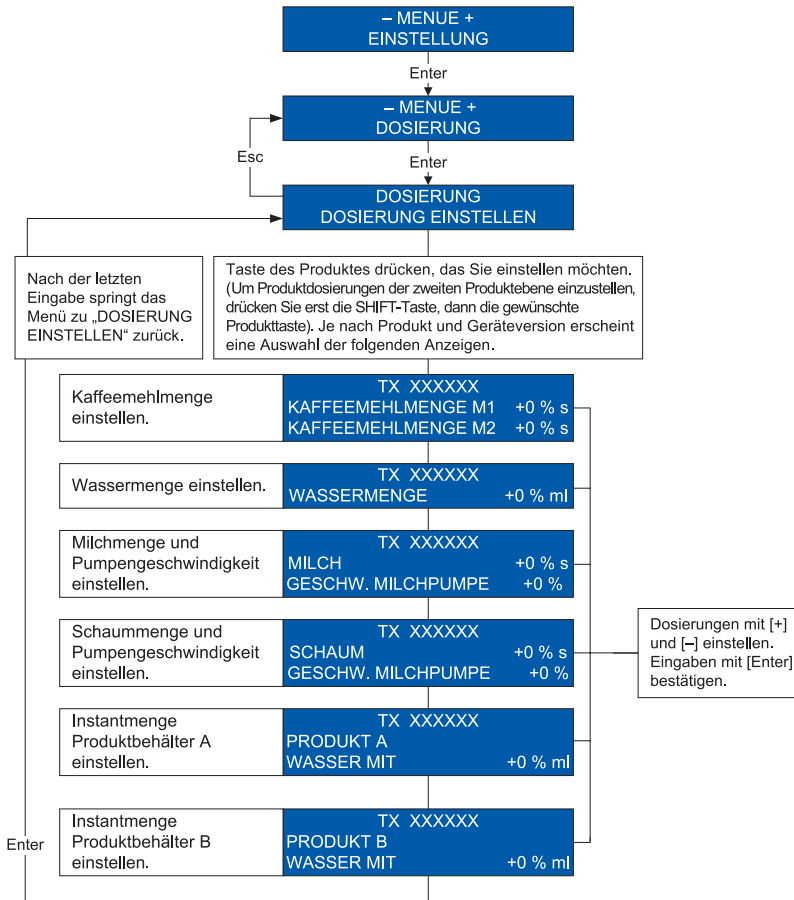 – MENUE +
EINSTELLUNG
Enter
– MENUE +
DOSIERUNG
Esc
Enter
DOSIERUNG
DOSIERUNG EINSTELLEN
Nach der letzten
Eingabe springt das
Menü zu „DOSIERUNG
EINSTELLEN“ zurück.
Taste des Produktes drücken, das Sie einstellen möchten.
(Um Produktdosierungen der zweiten Produktebene einzustellen,
drücken Sie erst die SHIFT-Taste, dann die gewünschte
Produkttaste). Je nach Produkt und Geräteversion erscheint
eine Auswahl der folgenden Anzeigen.
Kaffeemehlmenge
einstellen.
TX XXXXXX
KAFFEEMEHLMENGE M1 +0 % s
KAFFEEMEHLMENGE M2 +0 % s
Wassermenge einstellen.
TX XXXXXX
WASSERMENGE +0 % ml
Milchmenge und
Pumpengeschwindigkeit
einstellen.
TX XXXXXX
MILCH +0 % s
GESCHW. MILCHPUMPE +0 %
Schaummenge und
Pumpengeschwindigkeit
einstellen.
TX XXXXXX
SCHAUM +0 % s
GESCHW. MILCHPUMPE +0 %
Dosierungen mit [+]
und [–] einstellen.
Eingaben mit [Enter]
bestätigen.
Instantmenge
Produktbehälter A
einstellen.
TX XXXXXX
PRODUKT A
WASSER MIT +0 % ml
Instantmenge
Produktbehälter B
einstellen.
TX XXXXXX
PRODUKT B
WASSER MIT +0 % ml
Enter